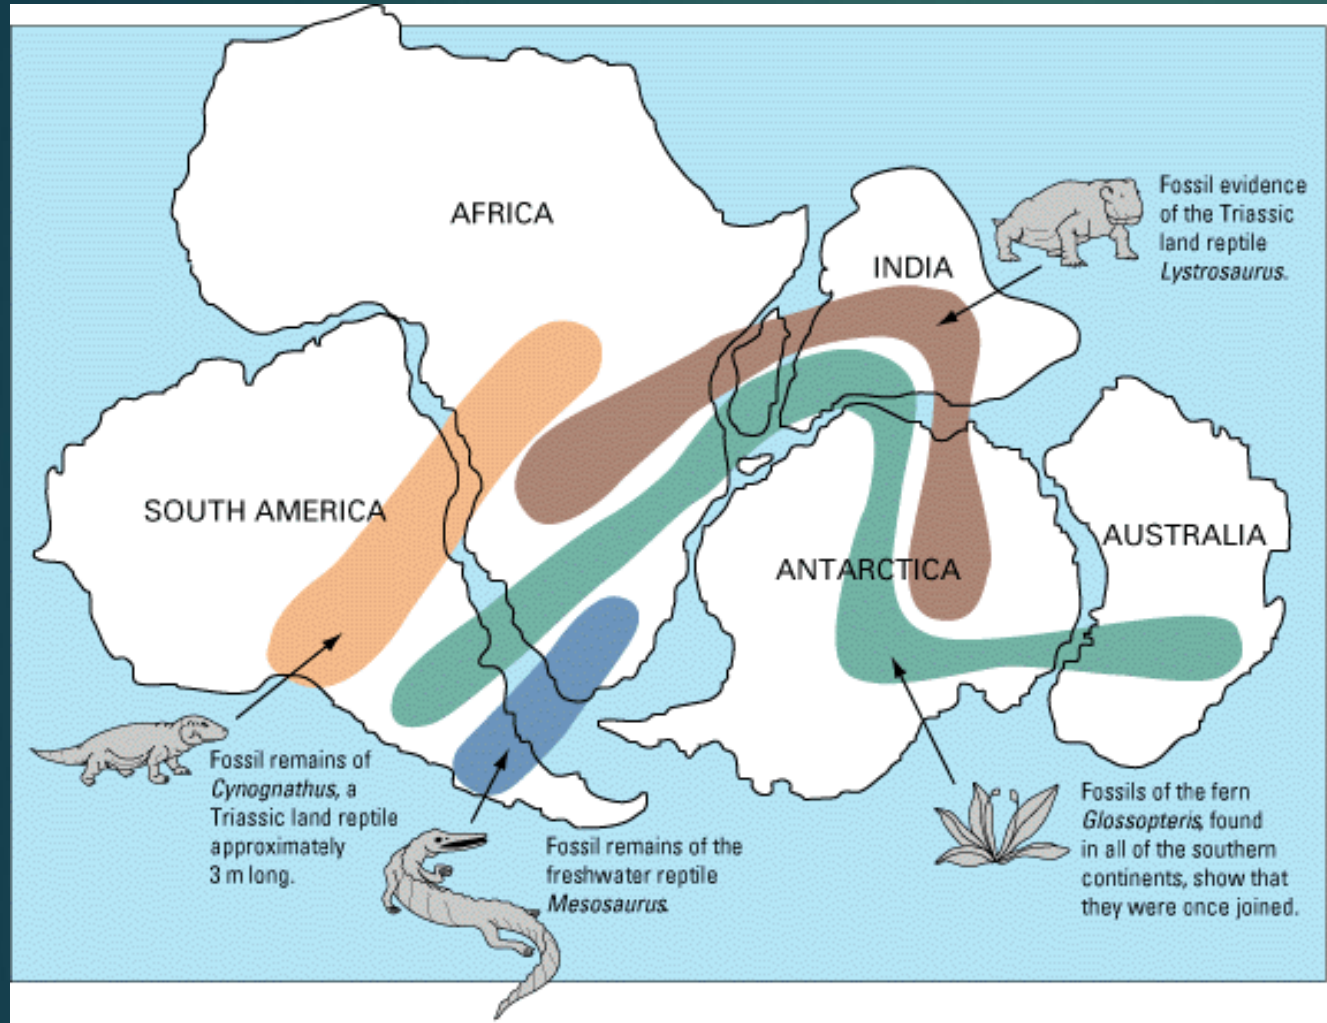 AFRICA
Fossil evidence
of the Triassic
land reptile
Lystrosaurus.
INDIA
SOUTH AMERICA
AUSTRALIA
ANTARCTICA
Fossil remains of
Cynognathus, a
Triassic land reptile
approximately
3 m long.
Fossil remains of the
freshwater reptile
Mesosaurus.
Fossils of the fern
Glossopteris, found
in all of the southern
continents, show that
they were once joined.